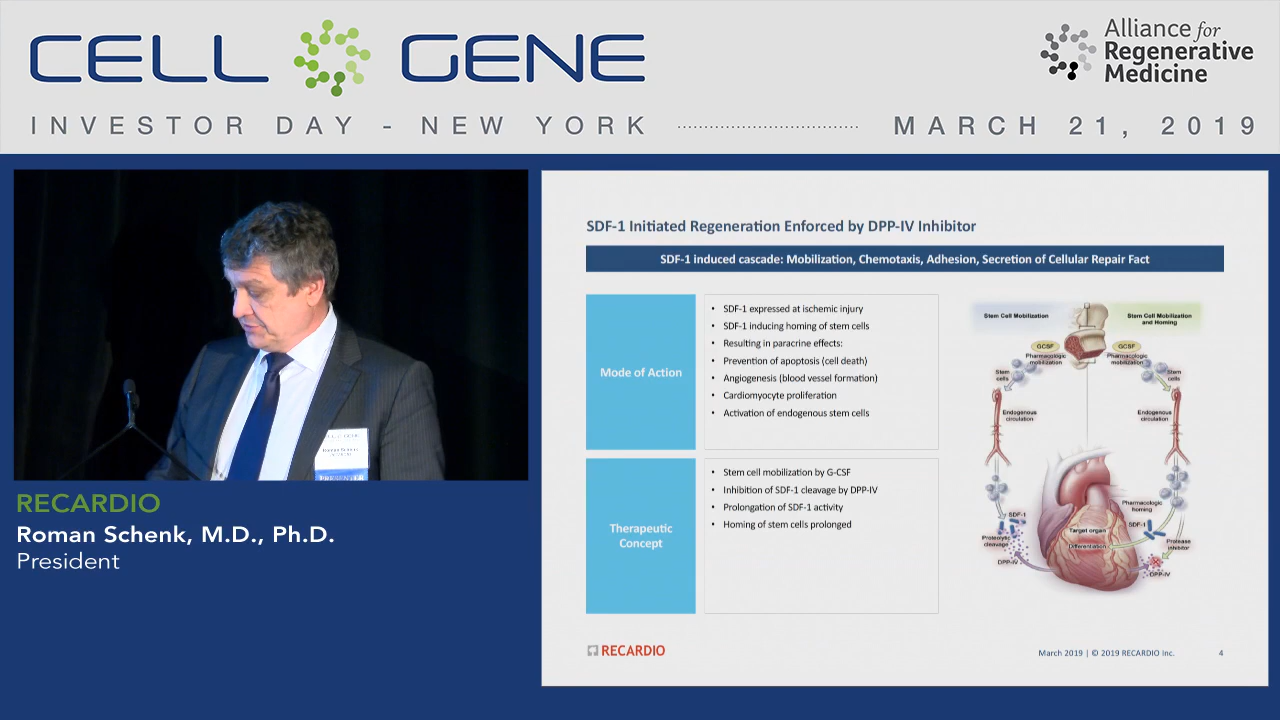 CELL GENE
Alliance for
Regenerative
Medicine
INVESTOR DAY - NEW YORK
MARCH 21, 2019
RECARDIO
Roman Schenk, M.D., Ph.D.
President
SDF-1 Initiated Regeneration Enforced by DPP-IV Inhibitor
SDF-1 induced cascade: Mobilization, Chemotaxis, Adhesion, Secretion of Cellular Repair Fact
Mode of Action
• SDF-1 expressed at ischemic injury
• SDF-1 inducing homing of stem cells
• Resulting in paracrine effects:
• Prevention of apoptosis (cell death)
• Angiogenesis (blood vessel formation)
• Cardiomyocyte proliferation
• Activation of endogenous stem cells
Therapeutic
Concept
• Stem cell mobilization by G-CSF
• Inhibition of SDF-1 cleavage by DPP-IV
• Prolongation of SDF-1 activity
• Homing of stem cells prolonged
Stem Cell Mobilization
Stem Cell Mobilization
and Homing
GCSF
Pharmacologic
mobilization
GCSF
Pharmacologic
mobilization
Stem
cells
Stem
cells
Endogenous
circulation
Endogenous
circulation
Pharmacologic
homing
SDF-1
SDF-1
Target organ
Differentiation
Proteolytic
cleavage
Protease
inhibitor
DPP-IV
DPP-IV
RECARDIO
March 2019 | © 2019 RECARDIO Inc.
4